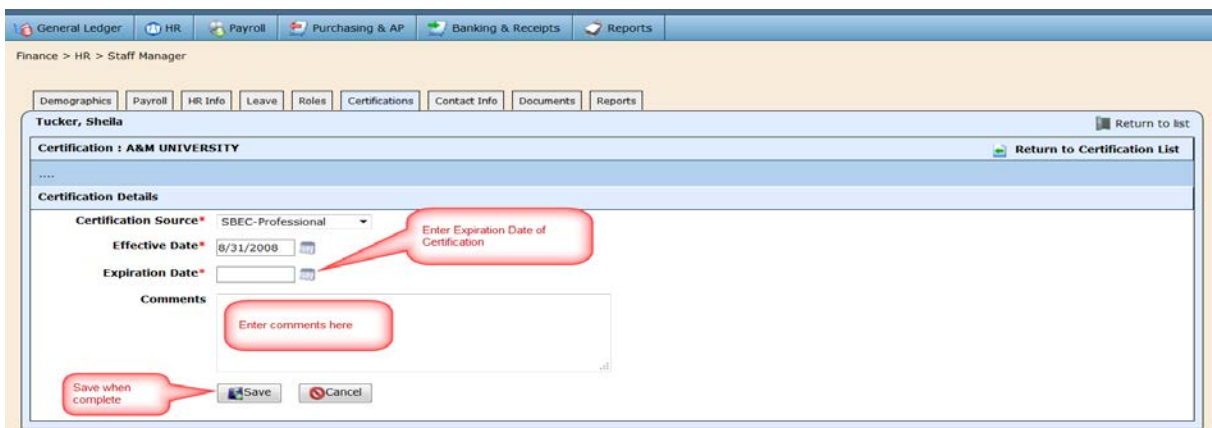 General Ledger HR Payroll Purchasing & AP Banking & Receipts Reports
Finance > HR > Staff Manager
Demographics Payroll HR Info Leave Roles Certifications Contact Info Documents Reports
Tucker, Sheila Return to list
Certification : A&M UNIVERSITY Return to Certification List
....
Certification Details
Certification Source* SBEC-Professional
Effective Date* 8/31/2008
Expiration Date*
Enter Expiration Date of
Certification
Comments
Enter comments here
Save when
complete
Save Cancel